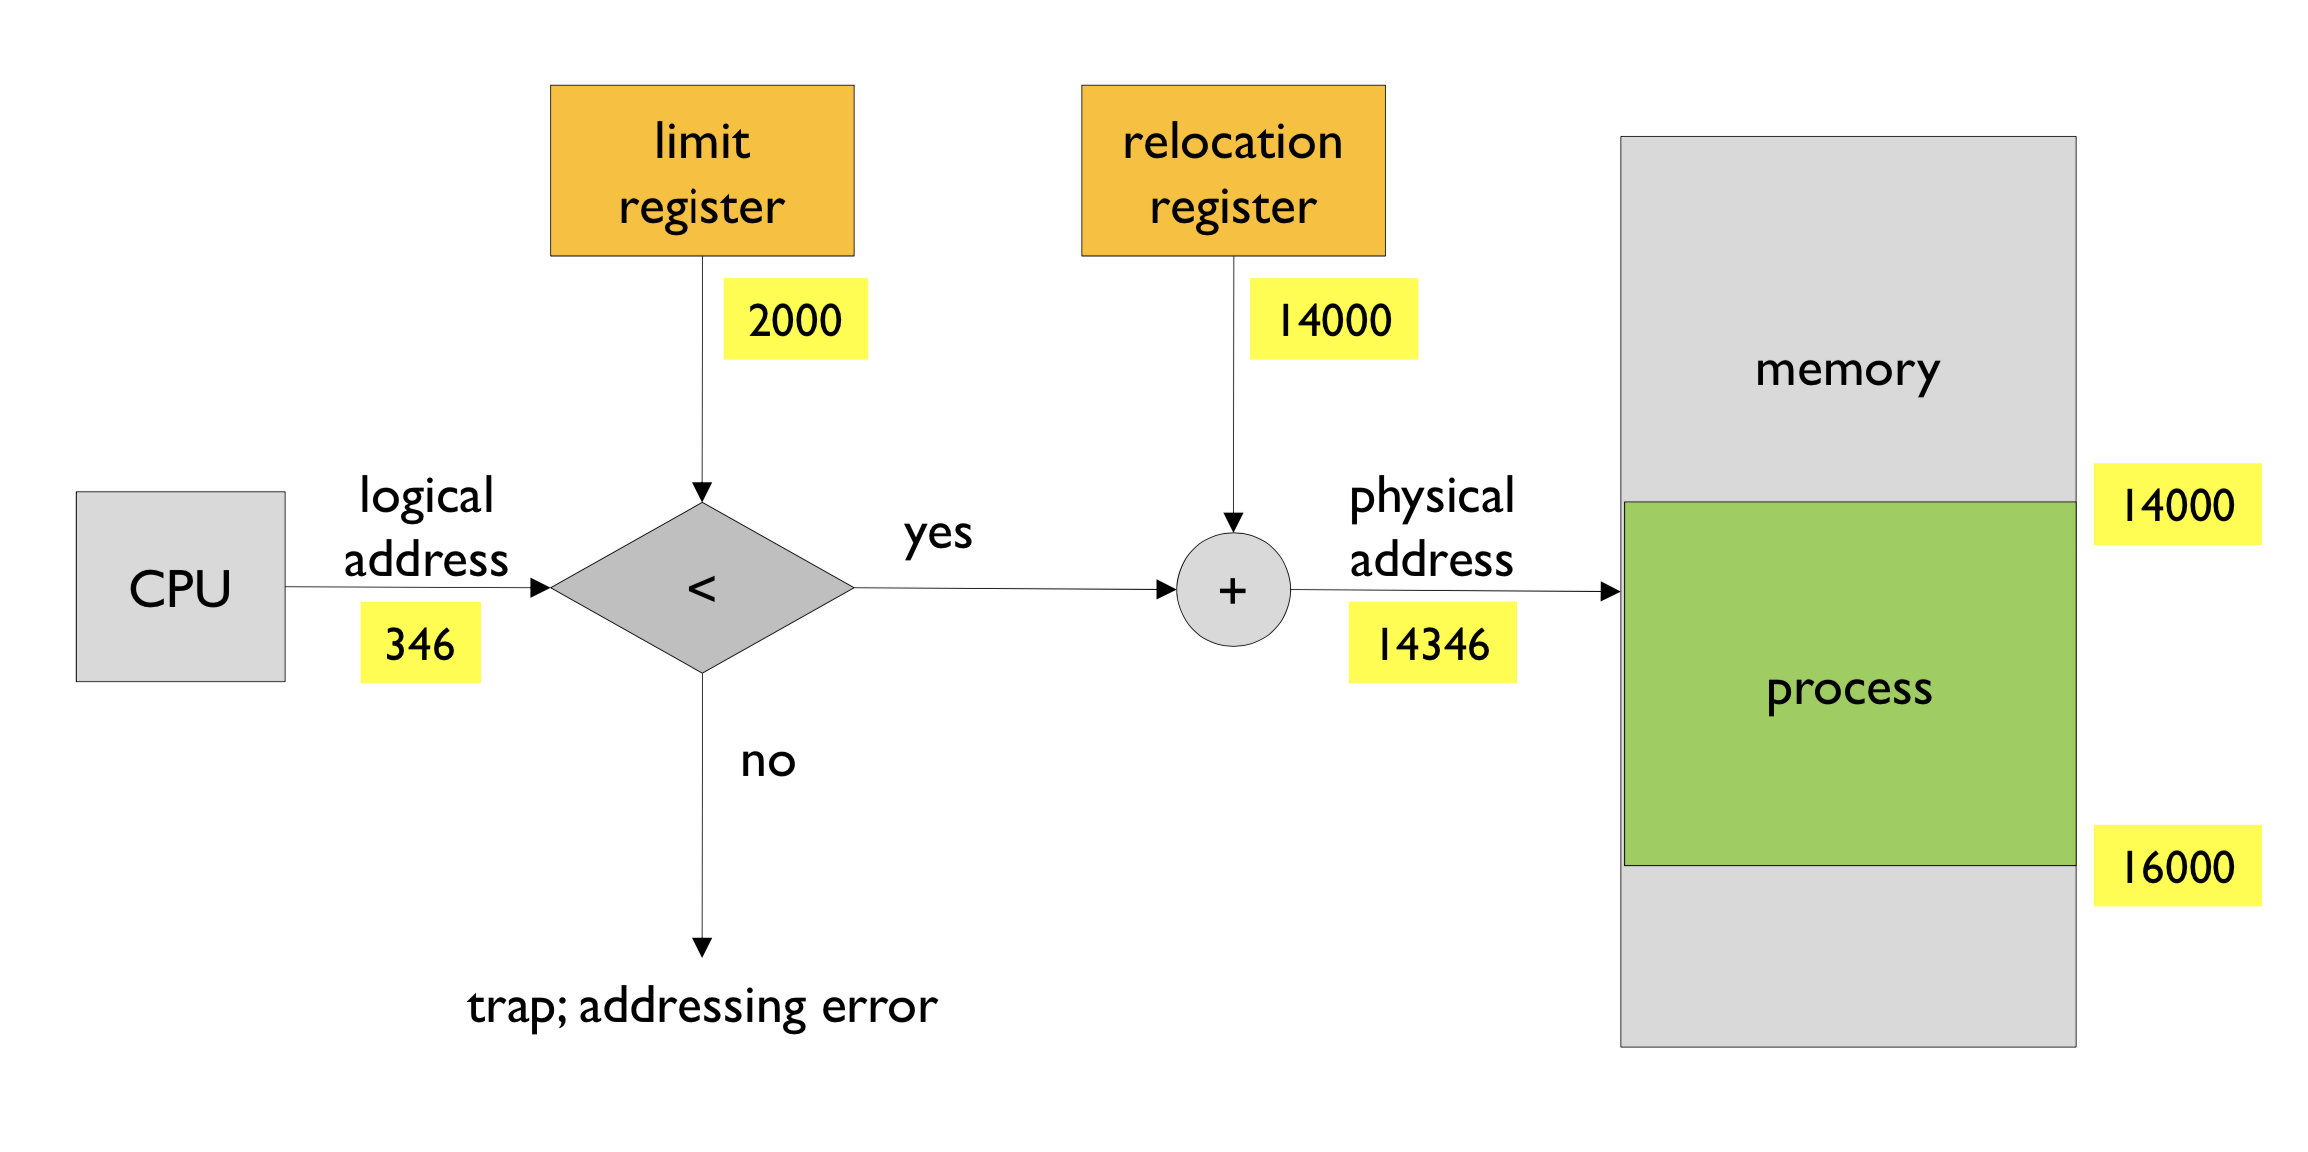 limit
register
relocation
register
2000
14000
memory
logical
address
physical
address
14000
yes
CPU
<
+
346
14346
process
no
16000
trap; addressing error